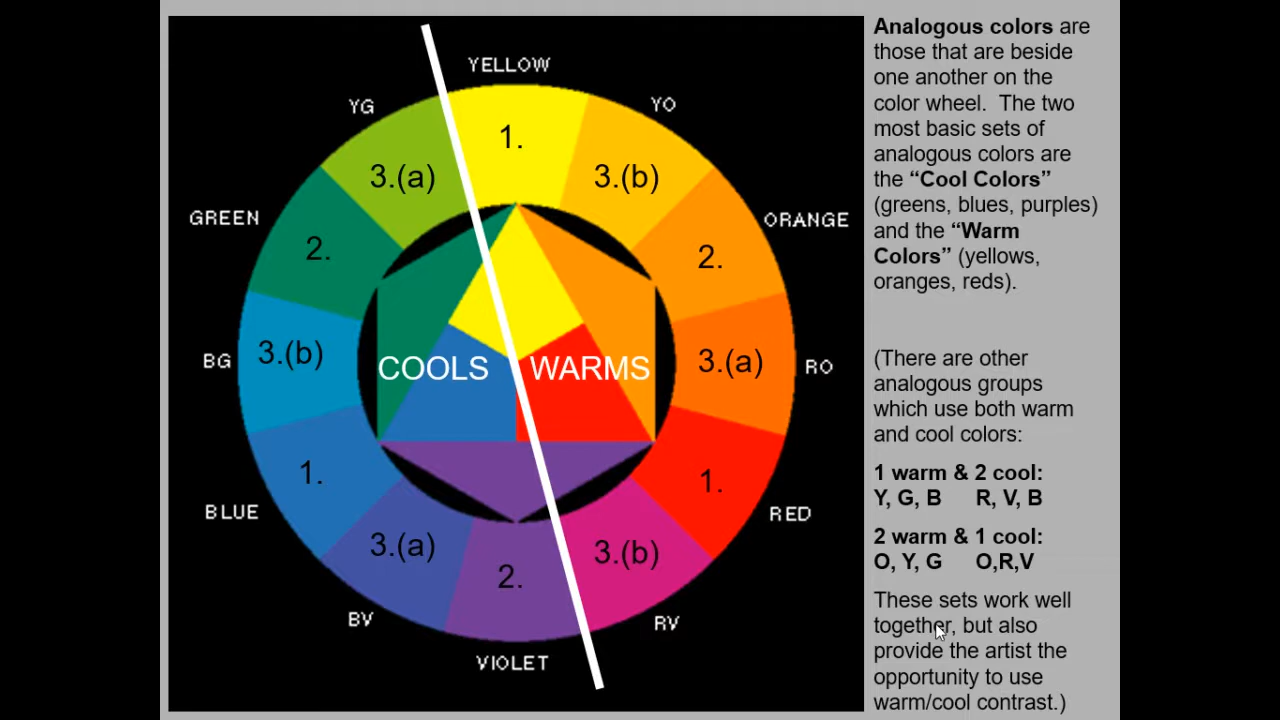 YELLOW
YG
YO
1.
3.(a)
3.(b)
GREEN
ORANGE
2.
2.
BG
3.(b)
COOLS
WARMS
3.(a)
RO
BLUE
1.
1.
RED
3.(a)
3.(b)
2.
BV
RV
VIOLET
Analogous colors are
those that are beside
one another on the
color wheel. The two
most basic sets of
analogous colors are
the “Cool Colors”
(greens, blues, purples)
and the “Warm
Colors” (yellows,
oranges, reds).
(There are other
analogous groups
which use both warm
and cool colors:
1 warm & 2 cool:
Y, G, B R, V, B
2 warm & 1 cool:
O, Y, G O,R,V
These sets work well
together, but also
provide the artist the
opportunity to use
warm/cool contrast.)